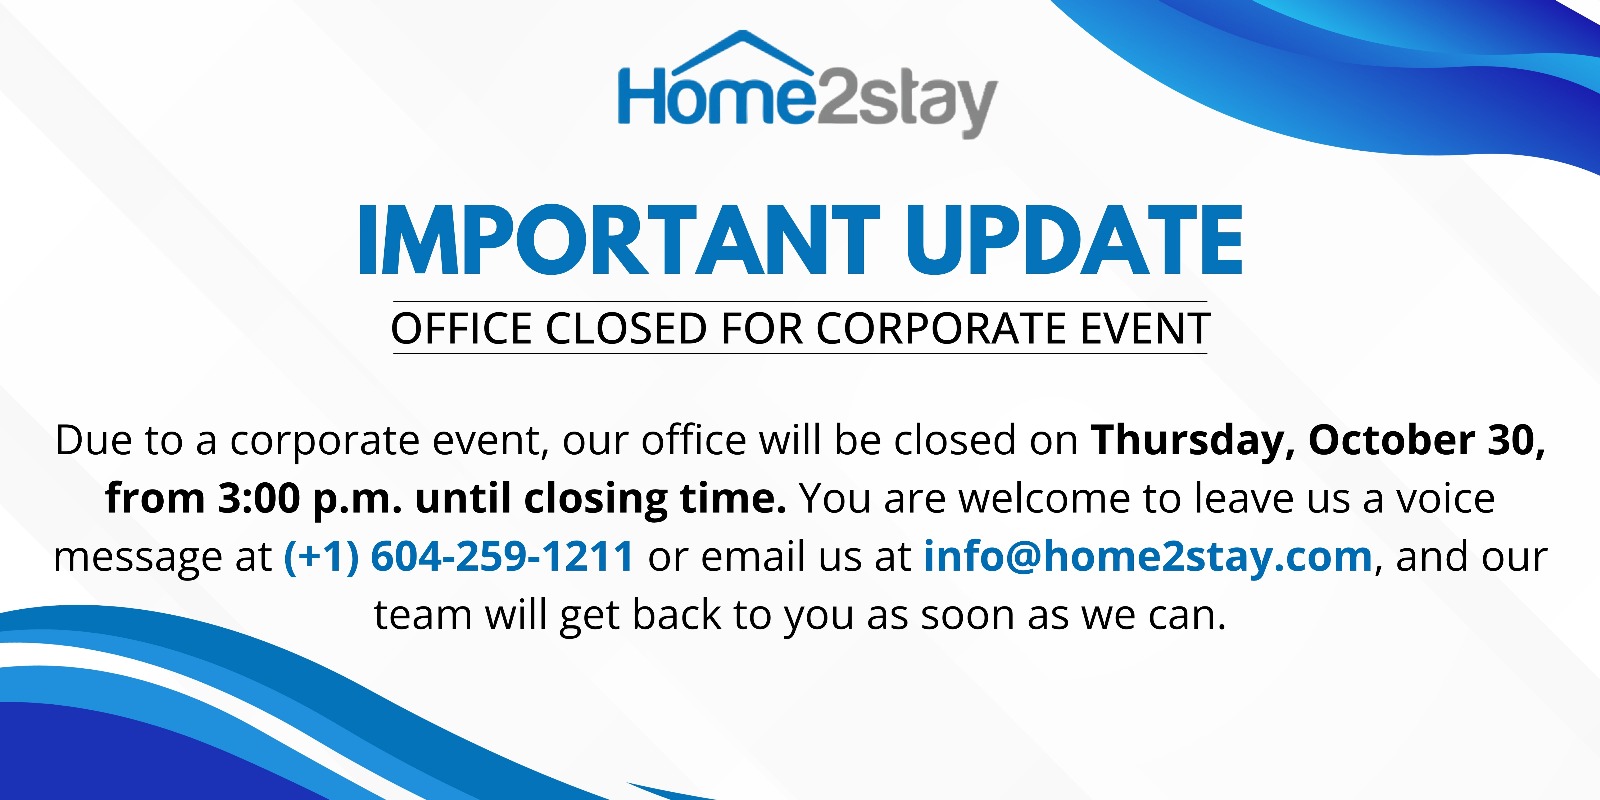 Home2stay
IMPORTANT UPDATE
OFFICE CLOSED FOR CORPORATE EVENT
Due to a corporate event, our office will be closed on Thursday, October 30,
from 3:00 p.m. until closing time. You are welcome to leave us a voice
message at (+1) 604-259-1211 or email us at info@home2stay.com, and our
team will get back to you as soon as we can.